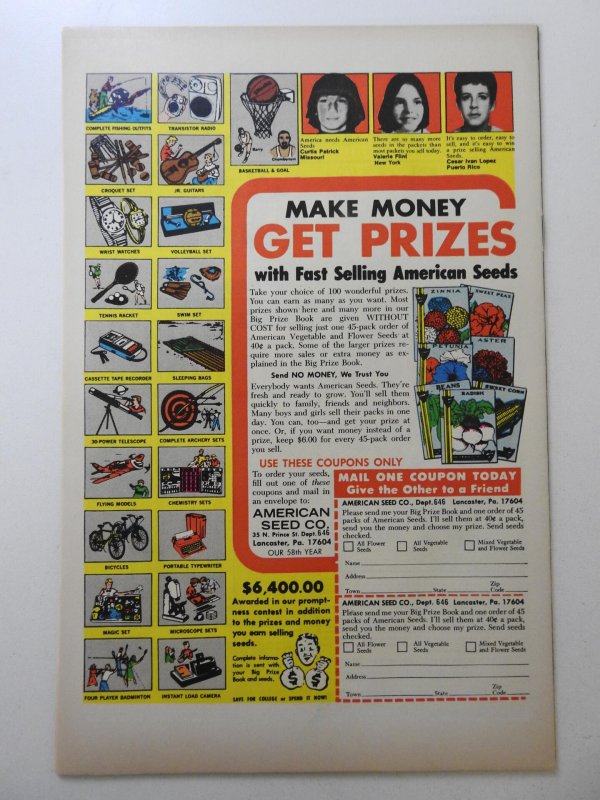 COMPLETE FISHING OUTFITS
TRANSISTOR RADIO
CROQUET SET
JR. GUITARS
WRIST WATCHES
VOLLEYBALL SET
TENNIS RACKET
SWIM SET
CASSETTE TAPE RECORDER
SLEEPING BAGS
30-POWER TELESCOPE
COMPLETE ARCHERY SETS
FLYING MODELS
CHEMISTRY SETS
BICYCLES
PORTABLE TYPEWRITER
MAGIC SET
MICROSCOPE SETS
FOUR PLAYER BADMINTON
INSTANT LOAD CAMERA
Barry
Chamberlain
BASKETBALL & GOAL
America needs American
Seeds
Curtis Patrick
Missouri
There are so many more
seeds in the packets than
most packets you sell today.
Valerie Flint
New York
It's easy to order, easy to
sell, and it's easy to win
a prize selling American
Seeds.
Cesar Ivan Lopez
Puerto Rico
MAKE MONEY
GET PRIZES
with Fast Selling American Seeds
Take your choice of 100 wonderful prizes.
You can earn as many as you want. Most
prizes shown here and many more in our
Big Prize Book are given WITHOUT
COST for selling just one 45-pack order of
American Vegetable and Flower Seeds at
40¢ a pack. Some of the larger prizes re-
quire more sales or extra money as ex-
plained in the Big Prize Book.
Send NO MONEY, We Trust You
Everybody wants American Seeds. They're
fresh and ready to grow. You'll sell them
quickly to family, friends and neighbors.
Many boys and girls sell their packs in one
day. You can, too—and get your prize at
once. Or, if you want money instead of a
prize, keep $6.00 for every 45-pack order
you sell.
ZINNIA
SWEET PEAS
PETUNIA
ASTER
BEANS
RADISH
SWEET CORN
USE THESE COUPONS ONLY
To order your seeds,
fill out one of these
coupons and mail in
an envelope to:
AMERICAN
SEED CO.
35 N. Prince St. Dept.646
Lancaster, Pa. 17604
OUR 58th YEAR
$6,400.00
Awarded in our prompt-
ness contest in addition
to the prizes and money
you earn selling
seeds.
Complete informa-
tion is sent with
your Big Prize
Book and seeds.
$ $
SAVE FOR COLLEGE or SPEND IT NOW!
MAIL ONE COUPON TODAY
Give the Other to a Friend
AMERICAN SEED CO., Dept.646 Lancaster, Pa. 17604
Please send me your Big Prize Book and one order of 45
packs of American Seeds. I'll sell them at 40¢ a pack,
send you the money and choose my prize. Send seeds
checked.
All Flower Seeds
All Vegetable Seeds
Mixed Vegetable and Flower Seeds
Name
Address
Town State Zip Code
AMERICAN SEED CO., Dept. 646 Lancaster, Pa. 17604
Please send me your Big Prize Book and one order of 45
packs of American Seeds. I'll sell them at 40¢ a pack,
send you the money and choose my prize. Send seeds
checked.
All Flower Seeds
All Vegetable Seeds
Mixed Vegetable and Flower Seeds
Name
Address
Town State Zip Code